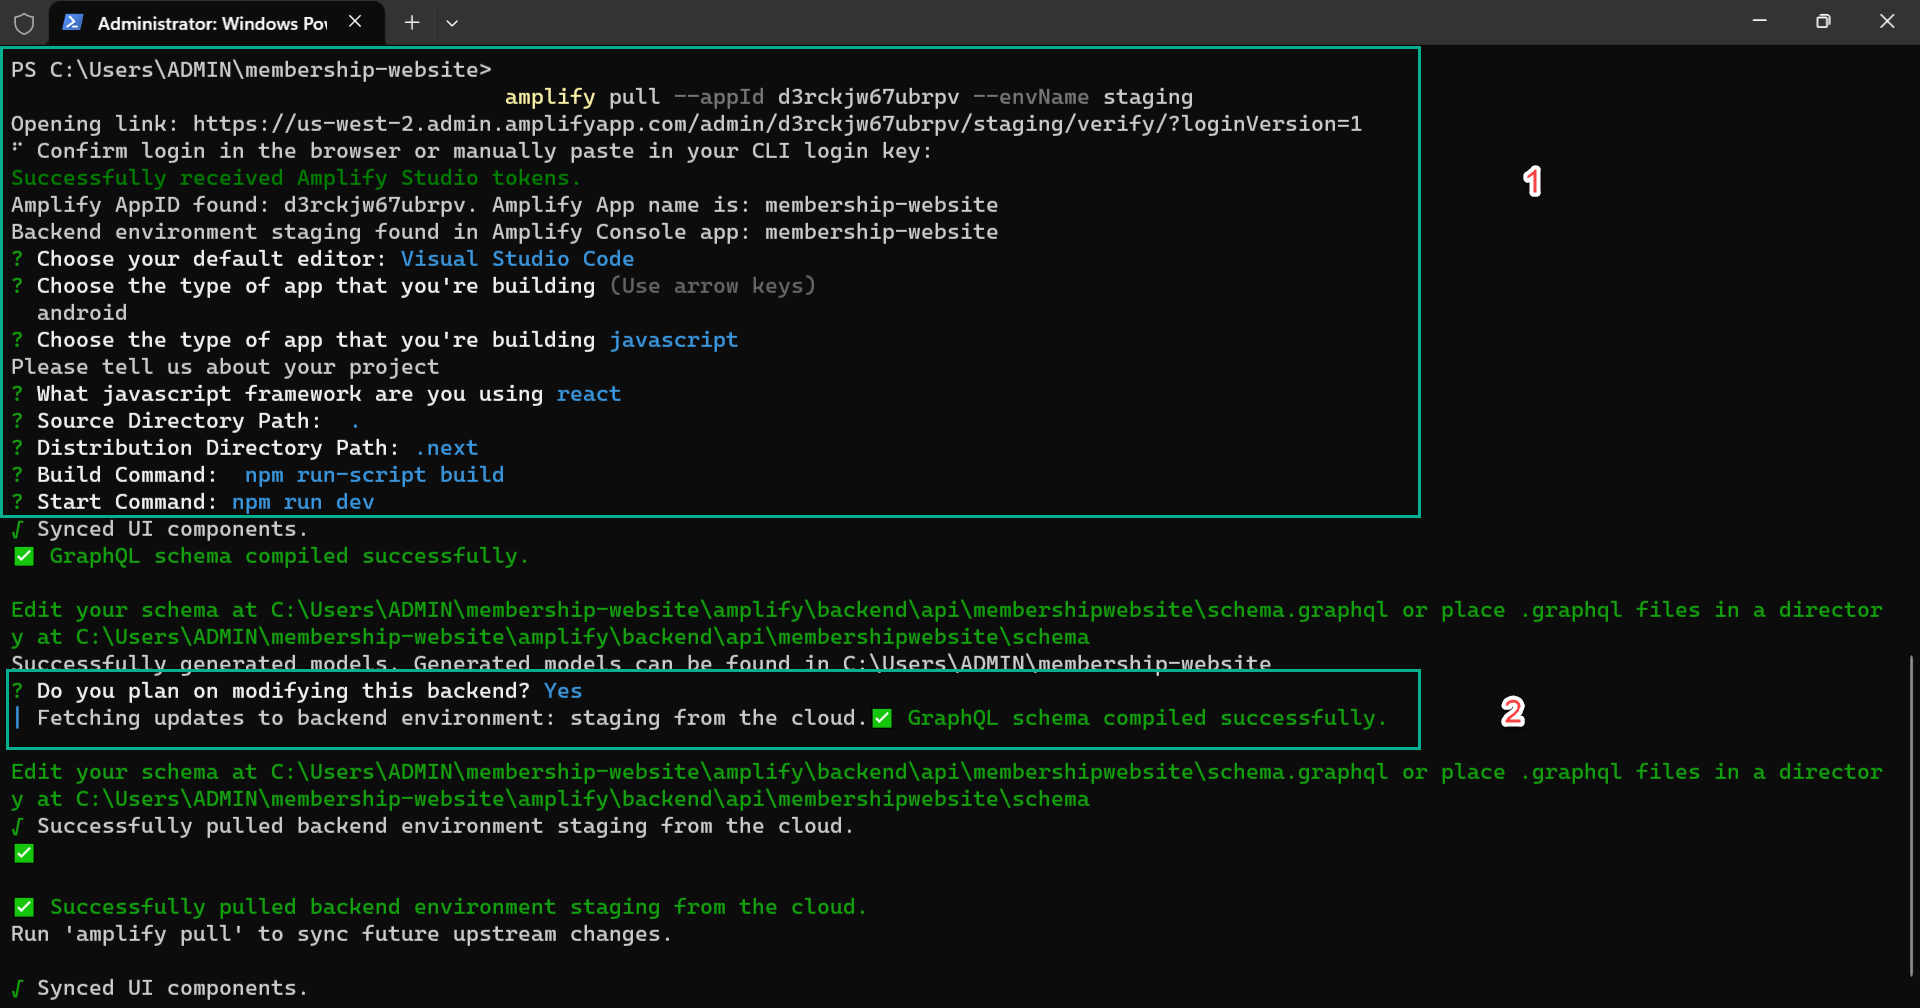 Administrator: Windows Po
PS C:\Users\ADMIN\membership-website>
amplify pull --appId d3rckjw67ubrpv --envName staging
Opening link: https://us-west-2.admin.amplifyapp.com/admin/d3rckjw67ubrpv/staging/verify/?loginVersion=1
⠋ Confirm login in the browser or manually paste in your CLI login key:
Successfully received Amplify Studio tokens.
Amplify AppID found: d3rckjw67ubrpv. Amplify App name is: membership-website
Backend environment staging found in Amplify Console app: membership-website
? Choose your default editor: Visual Studio Code
? Choose the type of app that you're building (Use arrow keys)
android
? Choose the type of app that you're building javascript
Please tell us about your project
? What javascript framework are you using react
? Source Directory Path:  .
? Distribution Directory Path: .next
? Build Command:  npm run-script build
? Start Command: npm run dev
√ Synced UI components.
✅ GraphQL schema compiled successfully.
Edit your schema at C:\Users\ADMIN\membership-website\amplify\backend\api\membershipwebsite\schema.graphql or place .graphql files in a director
y at C:\Users\ADMIN\membership-website\amplify\backend\api\membershipwebsite\schema
Successfully generated models. Generated models can be found in C:\Users\ADMIN\membership-website
? Do you plan on modifying this backend? Yes
| Fetching updates to backend environment: staging from the cloud.✅ GraphQL schema compiled successfully.
Edit your schema at C:\Users\ADMIN\membership-website\amplify\backend\api\membershipwebsite\schema.graphql or place .graphql files in a director
y at C:\Users\ADMIN\membership-website\amplify\backend\api\membershipwebsite\schema
√ Successfully pulled backend environment staging from the cloud.
✅
✅ Successfully pulled backend environment staging from the cloud.
Run 'amplify pull' to sync future upstream changes.
√ Synced UI components.
1
2